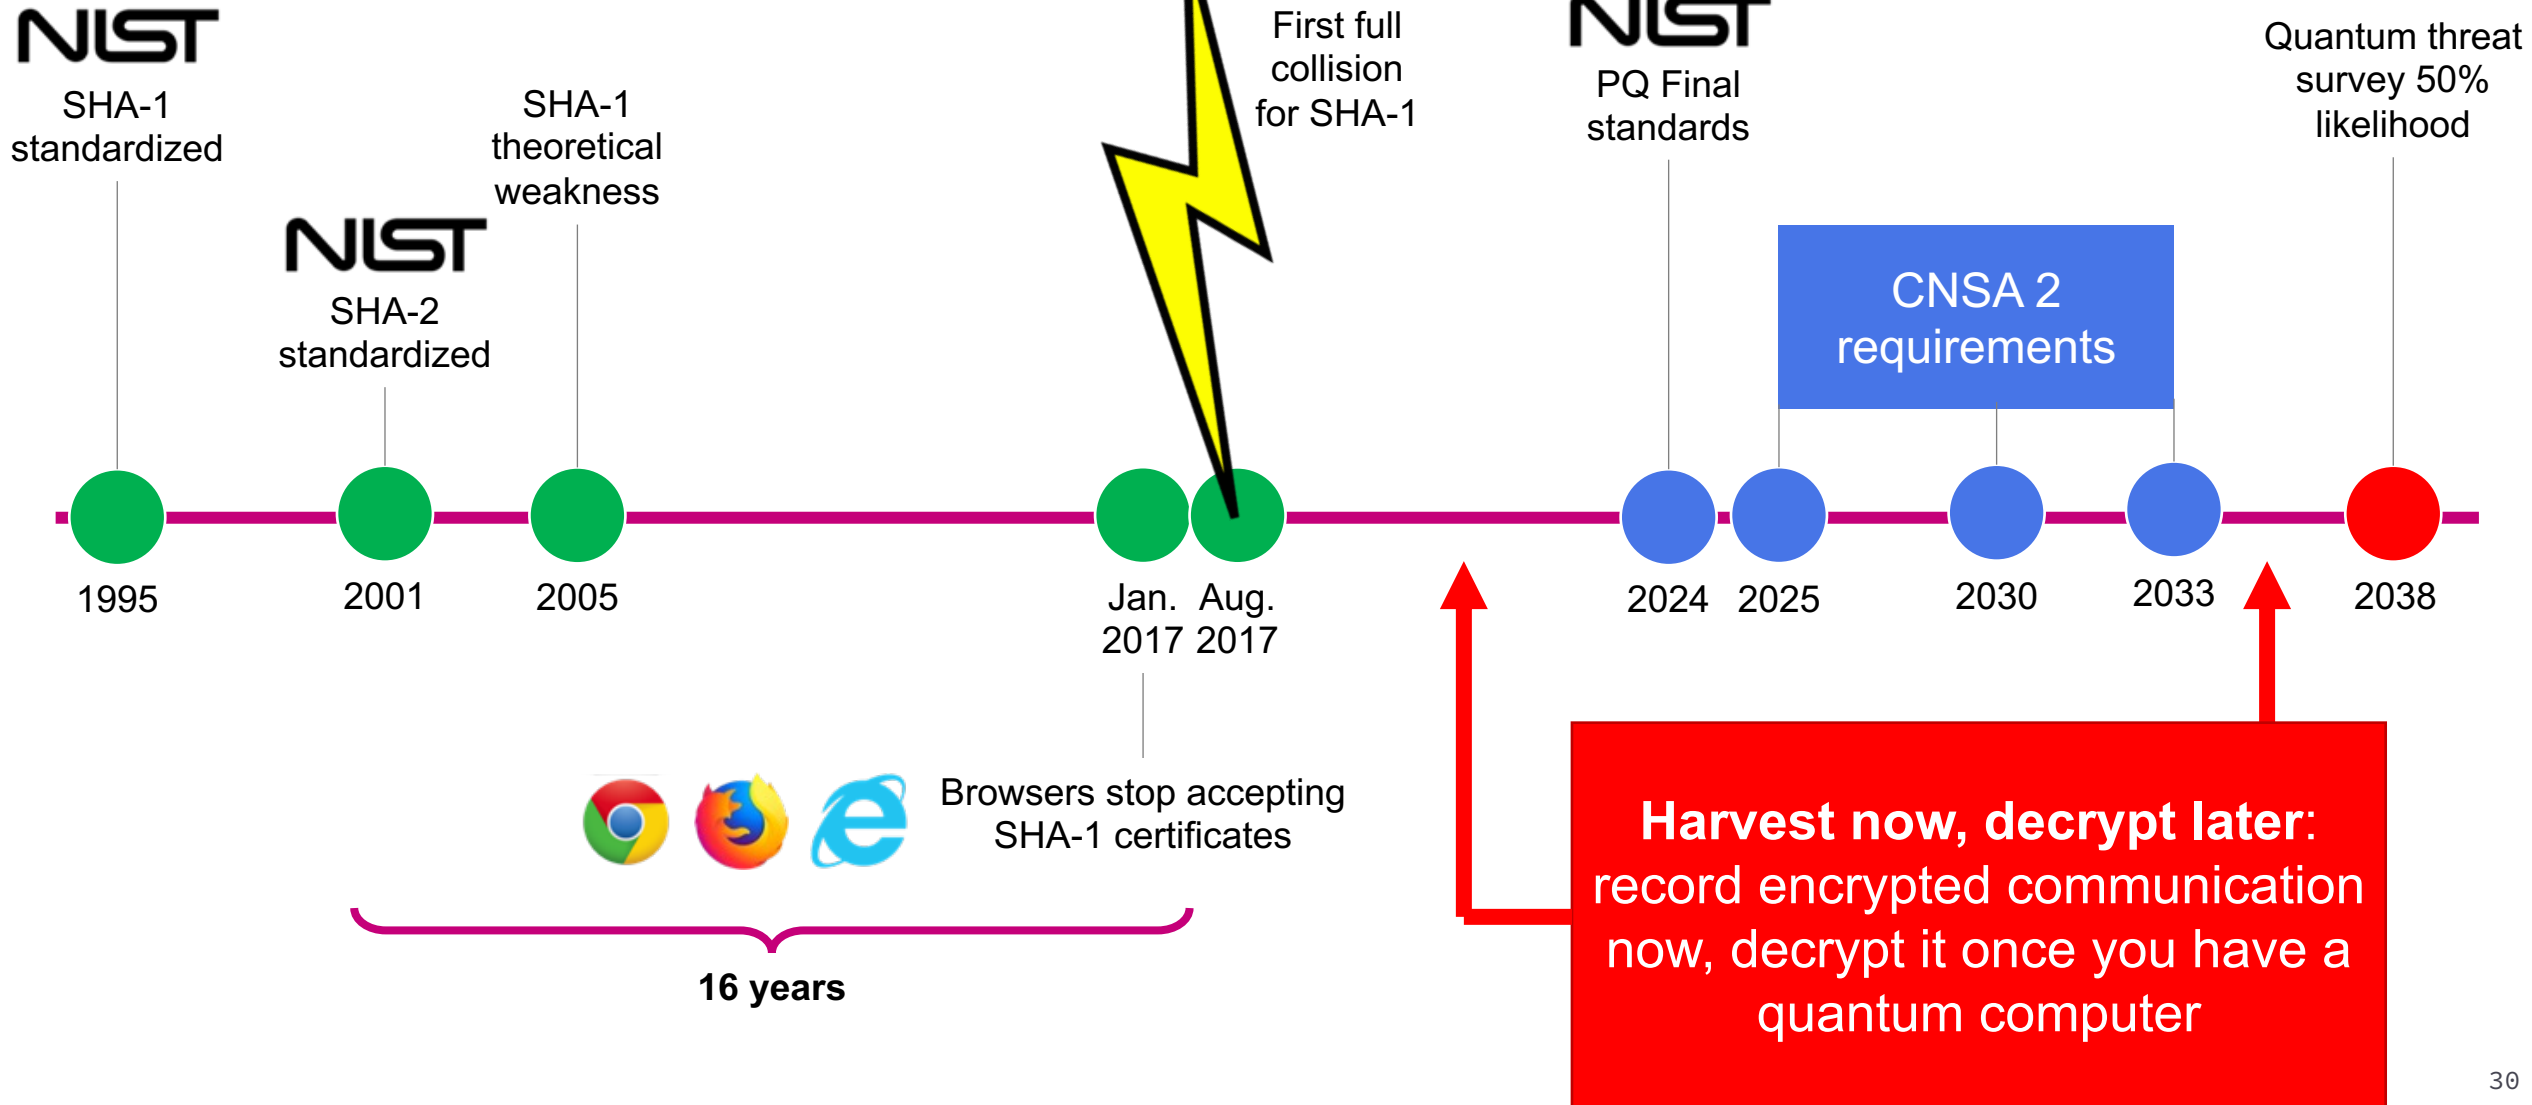 NIST
SHA-1
standardized
NIST
SHA-2
standardized
SHA-1
theoretical
weakness
First full
collision
for SHA-1
NIST
PQ Final
standards
CNSA 2
requirements
Quantum threat
survey 50%
likelihood
1995
2001
2005
Jan.
2017
Aug.
2017
2024
2025
2030
2033
2038
Browsers stop accepting
SHA-1 certificates
16 years
Harvest now, decrypt later:
record encrypted communication
now, decrypt it once you have a
quantum computer
30